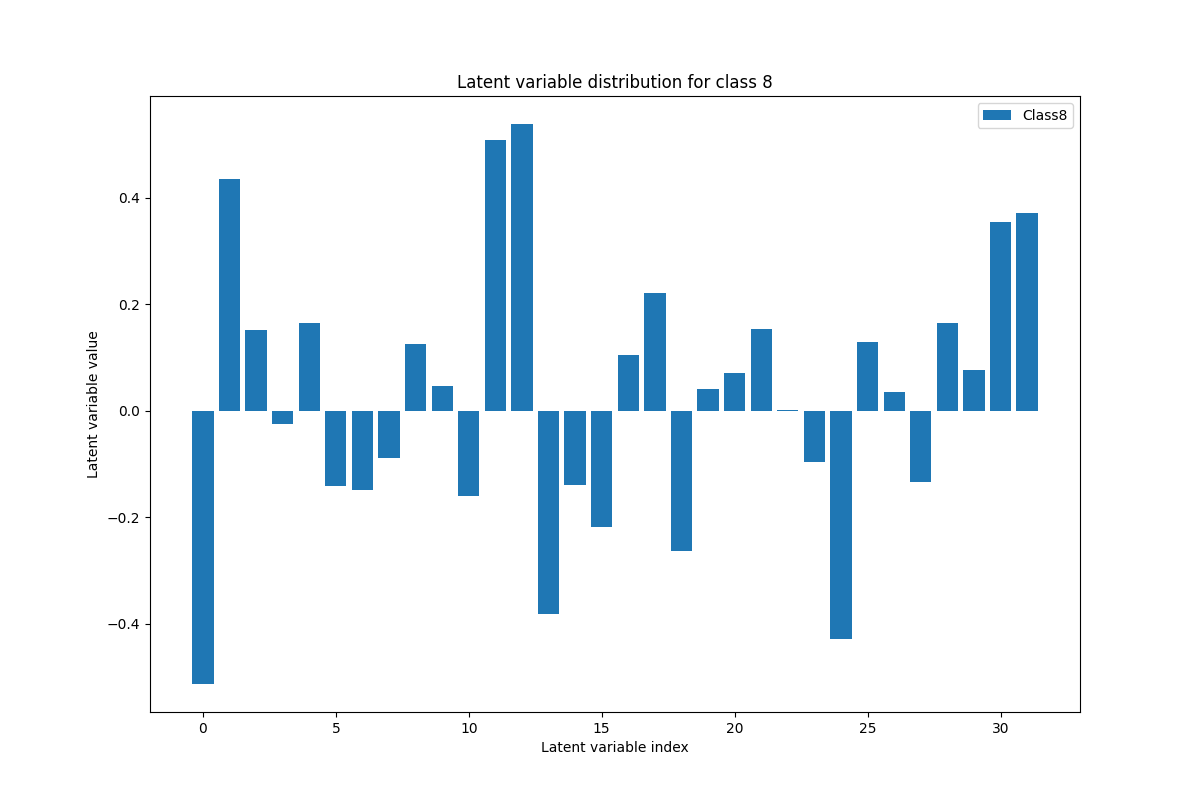 Latent variable distribution for class 8
Class8
Latent variable value
0.4
0.2
0.0
−0.2
−0.4
0 5 10 15 20 25 30
Latent variable index